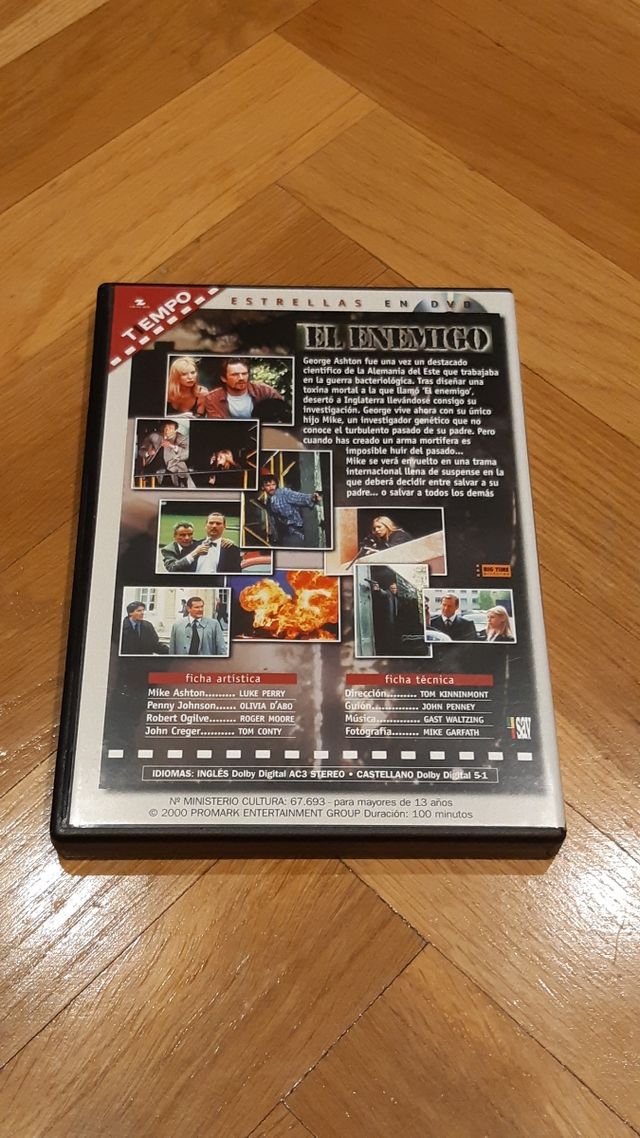 TIEMPO
ESTRELLAS EN DVD
EL ENEMIGO
George Ashton fue una vez un destacado
científico de la Alemania del Este que trabajaba
en la guerra bacteriológica. Tras diseñar una
toxina mortal a la que llamó 'El enemigo',
desertó a Inglaterra llevándose consigo su
investigación. George vive ahora con su único
hijo Mike, un investigador genético que no
conoce el turbulento pasado de su padre. Pero
cuando has creado un arma mortífera es
imposible huir del pasado...
Mike se verá envuelto en una trama
internacional llena de suspense en la
que deberá decidir entre salvar a su
padre... o salvar a todos los demás
BIG TIME
ficha artística
Mike Ashton......... LUKE PERRY
Penny Johnson...... OLIVIA D'ABO
Robert Ogilve....... ROGER MOORE
John Creger.......... TOM CONTY
ficha técnica
Dirección......... TOM KINNINMONT
Guión.............. JOHN PENNEY
Música............. GAST WALTZING
Fotografía......... MIKE GARFATH
sav
IDIOMAS: INGLÉS Dolby Digital AC3 STEREO • CASTELLANO Dolby Digital 5-1
Nº MINISTERIO CULTURA: 67.693 - para mayores de 13 años
© 2000 PROMARK ENTERTAINMENT GROUP Duración: 100 minutos